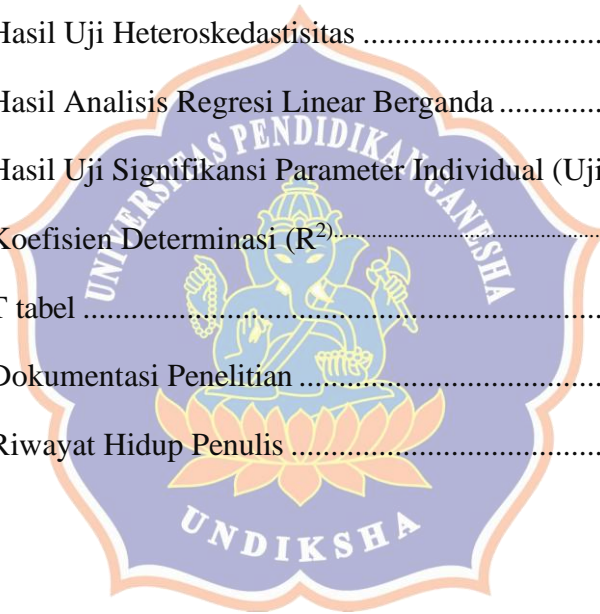 Hasil Uji Heteroskedastisitas ..............................
Hasil Analisis Regresi Linear Berganda .............
Hasil Uji Signifikansi Parameter Individual (Uji
Koefisien Determinasi (R²)..................................
T tabel ................................................................
Dokumentasi Penelitian .....................................
Riwayat Hidup Penulis ......................................
UNIVERSITAS PENDIDIKAN GANESHA
UNDIKSHA